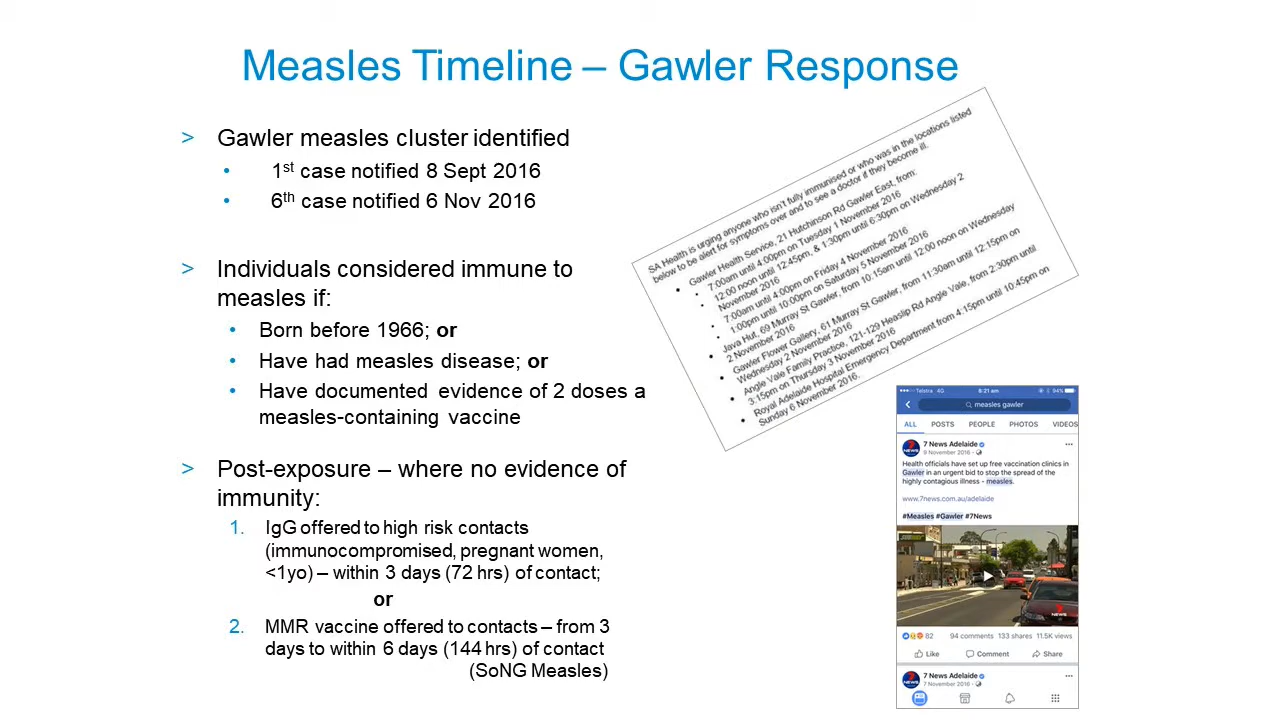 Measles Timeline – Gawler Response
> Gawler measles cluster identified
• 1st case notified 8 Sept 2016
• 6th case notified 6 Nov 2016
> Individuals considered immune to
measles if:
• Born before 1966; or
• Have had measles disease; or
• Have documented evidence of 2 doses a
measles-containing vaccine
> Post-exposure – where no evidence of
immunity:
1. IgG offered to high risk contacts
(immunocompromised, pregnant women,
<1yo) – within 3 days (72 hrs) of contact;
or
2. MMR vaccine offered to contacts – from 3
days to within 6 days (144 hrs) of contact
(SoNG Measles)
SA Health is urging anyone who isn't fully immunised or who was in the locations listed
below to be alert for symptoms over and to see a doctor if they become ill.
• Gawler Health Service, 21 Hutchinson Rd Gawler East, from:
• 7:00am until 4:00pm on Tuesday 1 November 2016
• 12:00 noon until 12:45pm, & 1:30pm until 6:30pm on Wednesday 2
November 2016
• 7:00am until 4:00pm on Friday 4 November 2016
• 1:00pm until 10:00pm on Saturday 5 November 2016
• Java Hut, 69 Murray St Gawler, from 10:15am until 12:00 noon on Wednesday
2 November 2016
• Gawler Flower Gallery, 61 Murray St Gawler, from 11:30am until 12:15pm on
Wednesday 2 November 2016
• Angle Vale Family Practice, 121-129 Heaslip Rd Angle Vale, from 2:30pm until
3:15pm on Thursday 3 November 2016
• Royal Adelaide Hospital Emergency Department from 4:15pm until 10:45pm on
Sunday 6 November 2016.
Telstra 4G 8:21 am 94%
measles gawler
ALL POSTS PEOPLE PHOTOS VIDEOS
7 News Adelaide
8 November 2016
Health officials have set up free vaccination clinics in
Gawler in an urgent bid to stop the spread of the
highly contagious illness - measles.
www.7news.com.au/adelaide
#Measles #Gawler #7News
7
NEWS
82 94 comments 133 shares 11.5K views
Like Comment Share
7 News Adelaide
7 November 2016